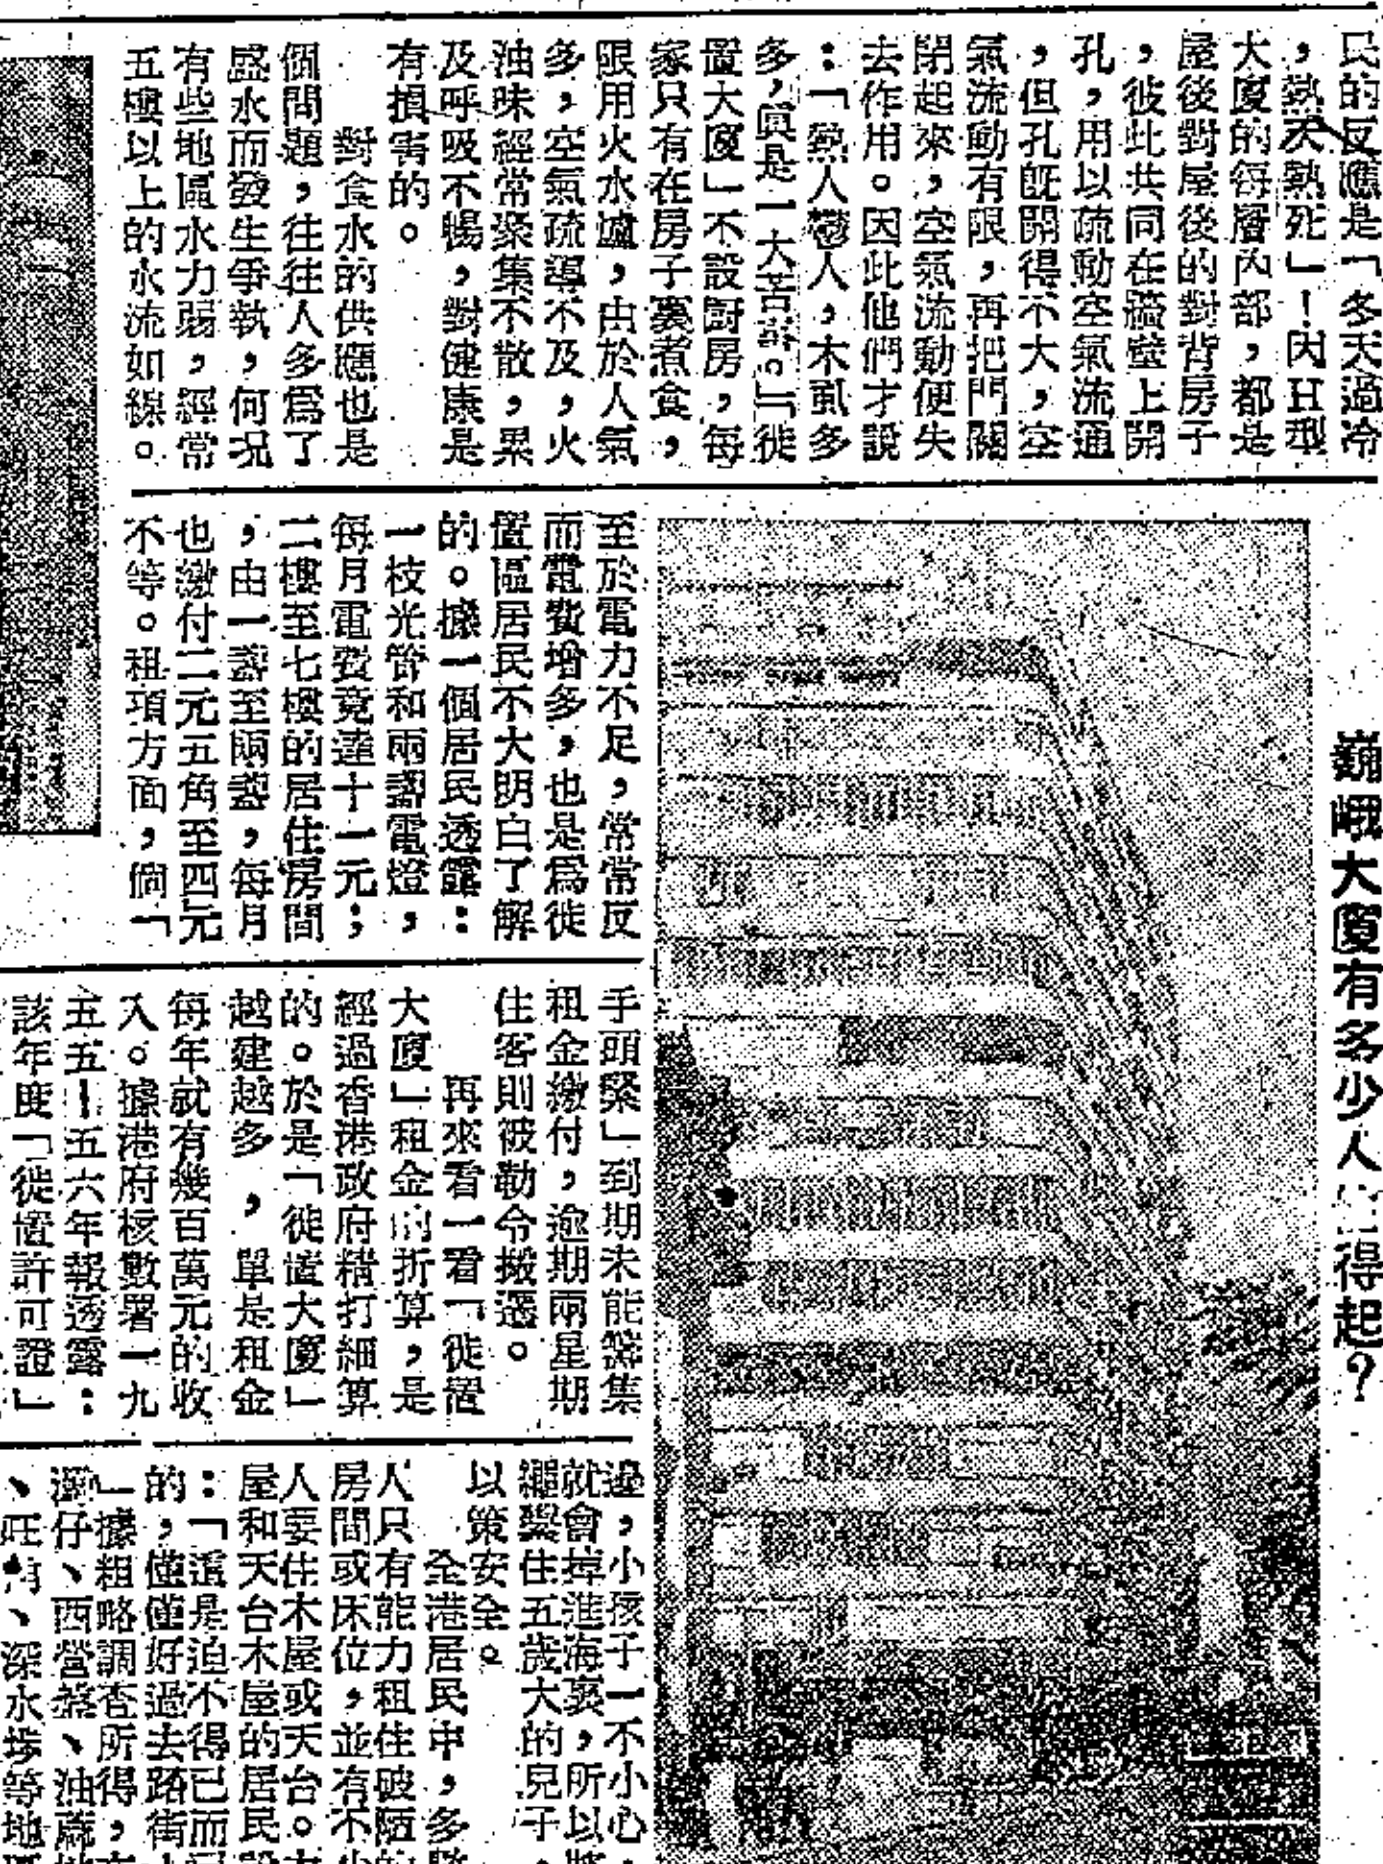 民的反應是「冬天過冷
，熱天熱死」！因H型
大廈的每層內部，都是
屋後對屋後的對背房子
，彼此共同在牆壁上開
孔，用以疏動空氣流通
，但孔既開得不大，空
氣流動有限，再把門關
閉起來，空氣流動便失
去作用。因此他們才說
：「熱人鬱人，木虱多
多，真是一大苦謔。」「徙
置大廈」不設厨房，每
家只有在房子裏煮食，
限用火水爐，由於人氣
多，空氣疏導不及，火
油味經常聚集不散，累
及呼吸不暢，對健康是
有損害的。
對食水的供應也是
個問題，往往人多爲了
盛水而發生爭執，何况
有些地區水力弱，經常
五樓以上的水流如線。
巍峨大廈有多少人得起？
至於電力不足，常常反
而電費增多，也是爲徙
置區居民不大明白了解
的。據一個居民透露：
一枝光管和兩盞電燈，
每月電費竟達十一元；
二樓至七樓的居住房間
，由一盞至兩盞，每月
也繳付二元五角至四元
不等。租項方面，倘「
手頭緊」到期未能籌集
租金繳付，逾期兩星期
住客則被勒令搬遷。
再來看一看「徙置
大廈」租金的折算，是
經過香港政府精打細算
的。於是「徙置大廈」
越建越多，單是租金
每年就有幾百萬元的收
入。據港府核數署一九
五五—五六年報透露：
該年度「徙置許可證」
邊，小孩子一不小心，
就會掉進海裏，所以將
繩綁住五歲大的兒子，
以策安全。
全港居民中，多數
人只有能力租住破陋的
房間或床位，並有不少
人要住木屋或天台。木
屋和天台木屋的居民說
：「這是迫不得已而
的，僅僅好過去路街
」據粗略調查所得，
灣仔、西營盤、油蔴地
、旺角、深水埗等地區